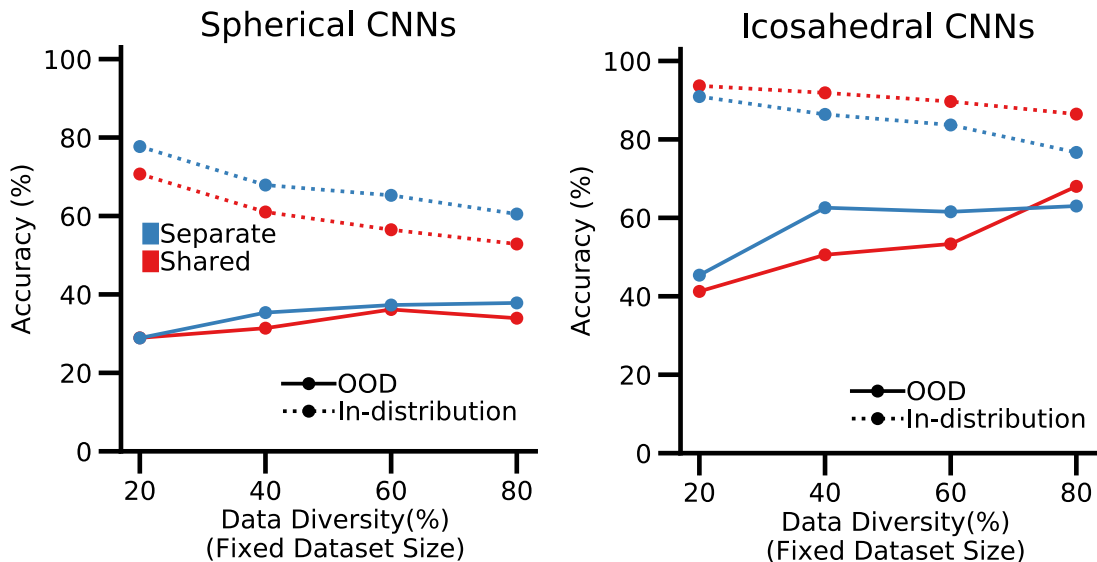 Spherical CNNs
100
80
60
40
20
0
Accuracy (%)
Separate
Shared
OOD
In-distribution
20 40 60 80
Data Diversity(%)
(Fixed Dataset Size)
Icosahedral CNNs
100
80
60
40
20
0
Accuracy (%)
OOD
In-distribution
20 40 60 80
Data Diversity(%)
(Fixed Dataset Size)